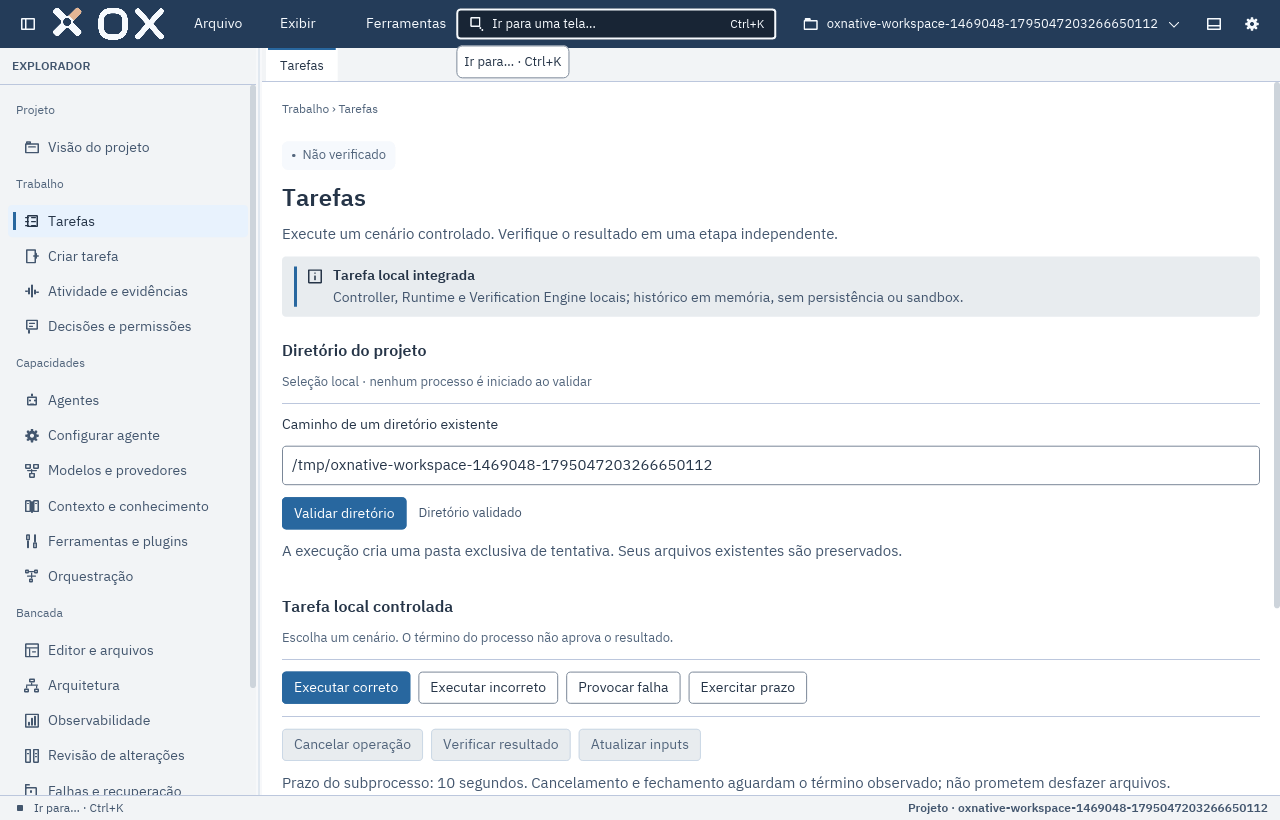 OX
Arquivo
Exibir
Ferramentas
Ir para uma tela...
Ctrl+K
oxnative-workspace-1469048-1795047203266650112
EXPLORADOR
Tarefas
Ir para... · Ctrl+K
Projeto
Visão do projeto
Trabalho
Tarefas
Criar tarefa
Atividade e evidências
Decisões e permissões
Capacidades
Agentes
Configurar agente
Modelos e provedores
Contexto e conhecimento
Ferramentas e plugins
Orquestração
Bancada
Editor e arquivos
Arquitetura
Observabilidade
Revisão de alterações
Falhas e recuperação
Trabalho › Tarefas
• Não verificado
Tarefas
Execute um cenário controlado. Verifique o resultado em uma etapa independente.
Tarefa local integrada
Controller, Runtime e Verification Engine locais; histórico em memória, sem persistência ou sandbox.
Diretório do projeto
Seleção local · nenhum processo é iniciado ao validar
Caminho de um diretório existente
/tmp/oxnative-workspace-1469048-1795047203266650112
Validar diretório
Diretório validado
A execução cria uma pasta exclusiva de tentativa. Seus arquivos existentes são preservados.
Tarefa local controlada
Escolha um cenário. O término do processo não aprova o resultado.
Executar correto
Executar incorreto
Provocar falha
Exercitar prazo
Cancelar operação
Verificar resultado
Atualizar inputs
Prazo do subprocesso: 10 segundos. Cancelamento e fechamento aguardam o término observado; não prometem desfazer arquivos.
Ir para... · Ctrl+K
Projeto · oxnative-workspace-1469048-1795047203266650112